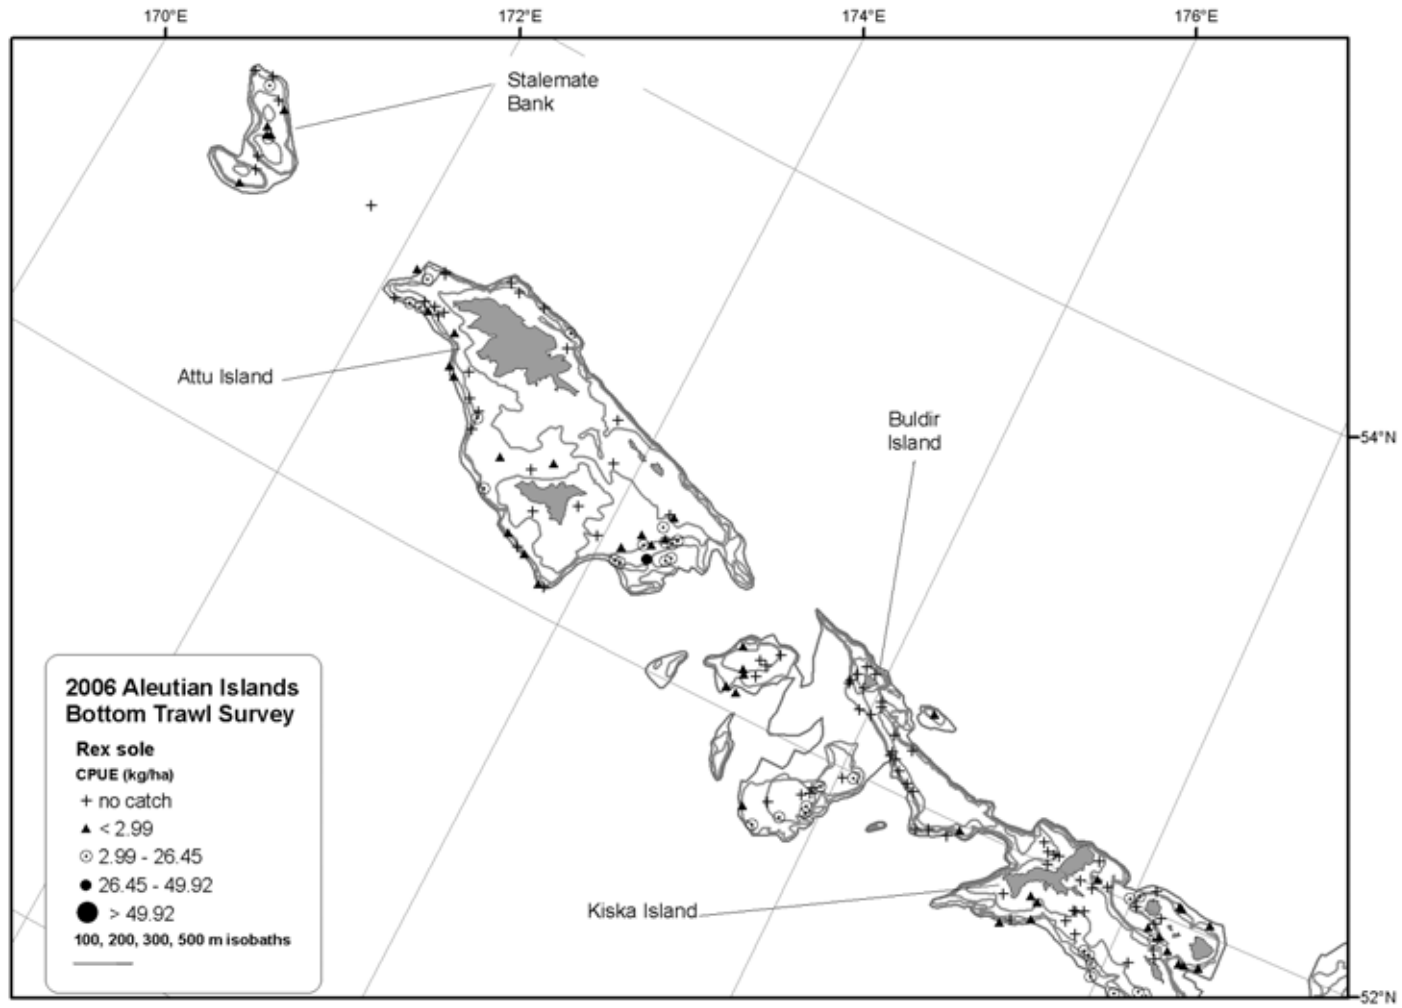 170°E 172°E 174°E 176°E
Stalemate
Bank
Attu Island
Buldir
Island
54°N
Kiska Island
52°N
2006 Aleutian Islands
Bottom Trawl Survey
Rex sole
CPUE (kg/ha)
no catch
< 2.99
2.99 - 26.45
26.45 - 49.92
> 49.92
100, 200, 300, 500 m isobaths